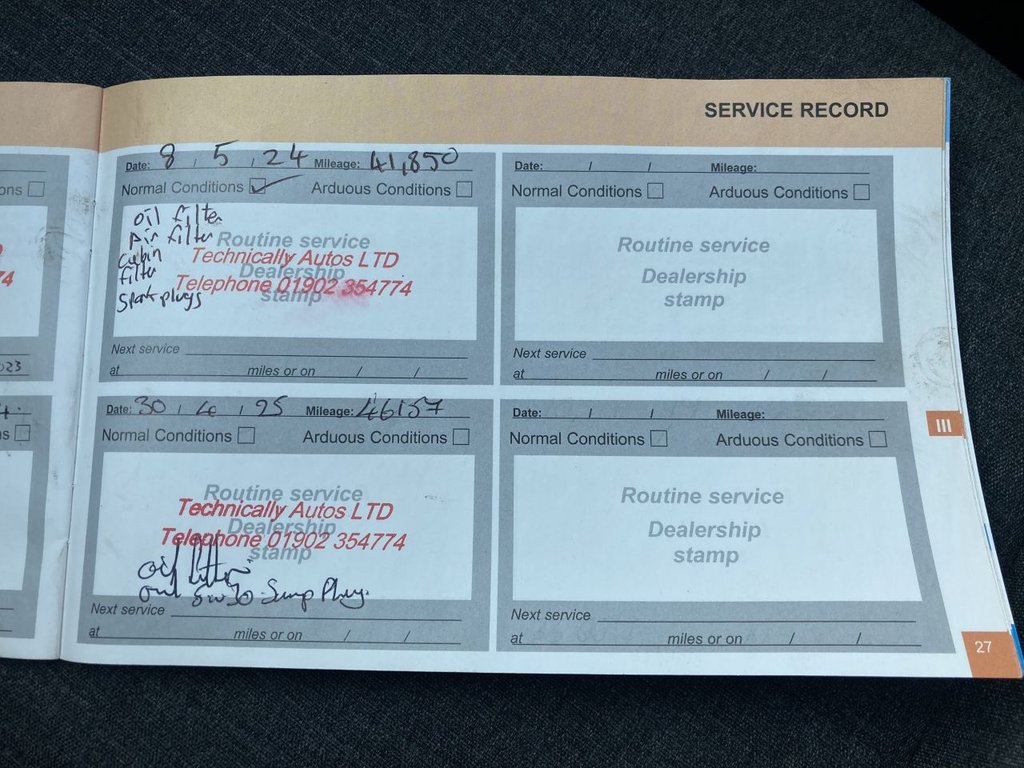 SERVICE RECORD
Date: 8 / 5 / 24 Mileage: 41,850
Normal Conditions Arduous Conditions
oil filter
Air filter
cabin
filter
Spark plugs
Routine service
Technically Autos LTD
Dealership
Telephone 01902 354774
stamp
Next service
at miles or on / /
Date: / / Mileage:
Normal Conditions Arduous Conditions
Routine service
Dealership
stamp
Next service
at miles or on / /
Date: 30 / 4 / 25 Mileage: 46157
Normal Conditions Arduous Conditions
Routine service
Technically Autos LTD
Dealership
Telephone 01902 354774
stamp
oil filter
5w30 Sump Plug.
Next service
at miles or on / /
Date: / / Mileage:
Normal Conditions Arduous Conditions
Routine service
Dealership
stamp
Next service
at miles or on / /
III
27
ons
74
023